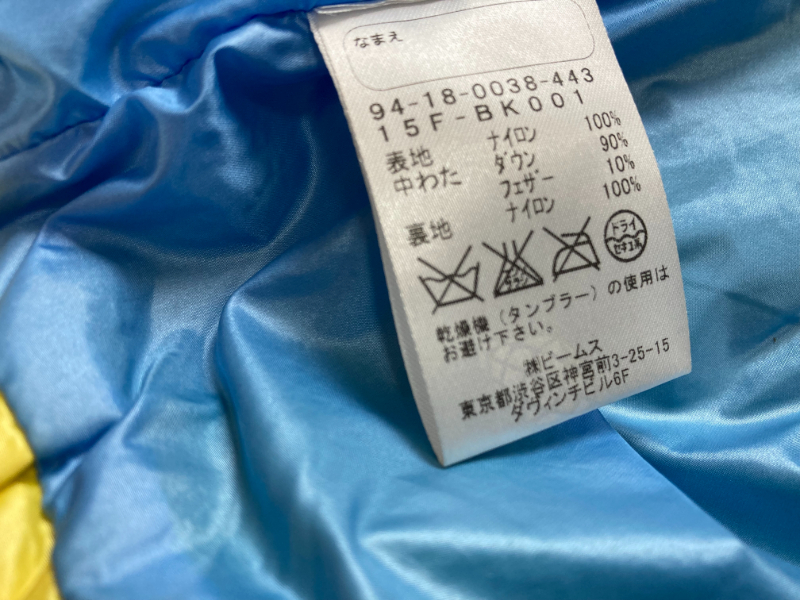 なまえ
94-18-0038-443
15F-BK001
表地 ナイロン 100%
中わた ダウン 90%
フェザー 10%
裏地 ナイロン 100%
ドライ
セキユ系
乾燥機（タンブラー）の使用は
お避け下さい。
㈱ビームス
東京都渋谷区神宮前3-25-15
ダヴィンチビル6F